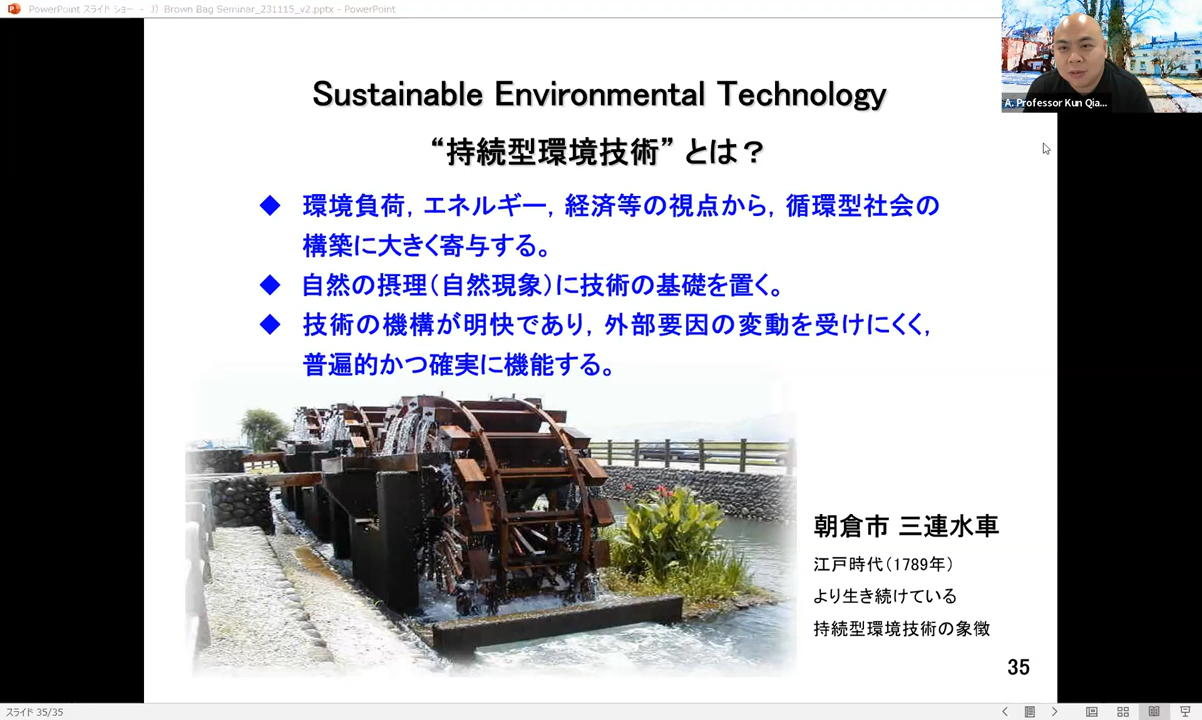 PowerPoint スライド ショー - J) Brown Bag Seminar_231115_v2.pptx - PowerPoint
A. Professor Kun Qia...
Sustainable Environmental Technology
“持続型環境技術” とは？
◆ 環境負荷，エネルギー，経済等の視点から，循環型社会の
構築に大きく寄与する。
◆ 自然の摂理（自然現象）に技術の基礎を置く。
◆ 技術の機構が明快であり，外部要因の変動を受けにくく，
普遍的かつ確実に機能する。
朝倉市 三連水車
江戸時代（1789年）
より生き続けている
持続型環境技術の象徴
35
スライド 35/35